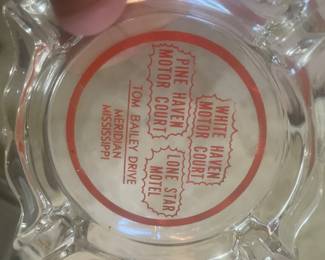 PINE HAVEN
MOTOR COURT
WHITE HAVEN
MOTOR COURT
LONE STAR
MOTEL
TOM BAILEY DRIVE
MERIDIAN
MISSISSIPPI